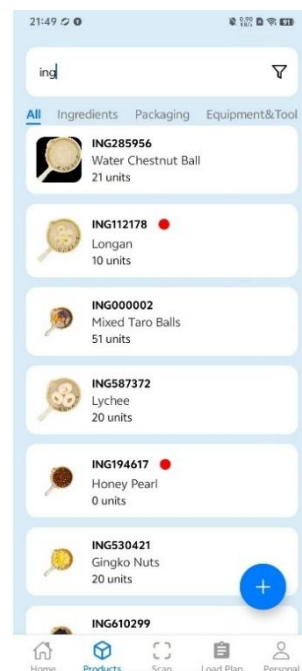 21:49
91
ing
All Ingredients Packaging Equipment&Tool
ING285956
Water Chestnut Ball
21 units
ING112178
Longan
10 units
ING000002
Mixed Taro Balls
51 units
ING587372
Lychee
20 units
ING194617
Honey Pearl
0 units
ING530421
Gingko Nuts
20 units
+
ING610299
Home Products Scan Load Plan Personal